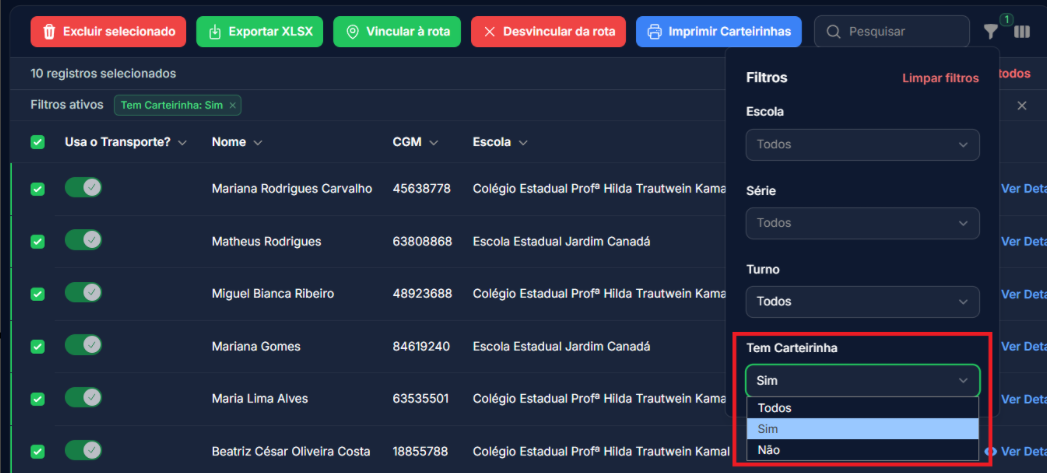 Excluir selecionado Exportar XLSX Vincular à rota Desvincular da rota Imprimir Carteirinhas Pesquisar 1
10 registros selecionados todos
Filtros ativos Tem Carteirinha: Sim ×
Usa o Transporte? Nome CGM Escola
Mariana Rodrigues Carvalho 45638778 Colégio Estadual Profª Hilda Trautwein Kama
Matheus Rodrigues 63808868 Escola Estadual Jardim Canadá
Miguel Bianca Ribeiro 48923688 Colégio Estadual Profª Hilda Trautwein Kama
Mariana Gomes 84619240 Escola Estadual Jardim Canadá
Maria Lima Alves 63535501 Colégio Estadual Profª Hilda Trautwein Kama
Beatriz César Oliveira Costa 18855788 Colégio Estadual Profª Hilda Trautwein Kamal
Filtros Limpar filtros
Escola
Todos
Série
Todos
Turno
Todos
Tem Carteirinha
Sim
Todos
Sim
Não
Ver Deta
Ver Deta
Ver Deta
Ver Deta
Ver Deta
Ver Deta